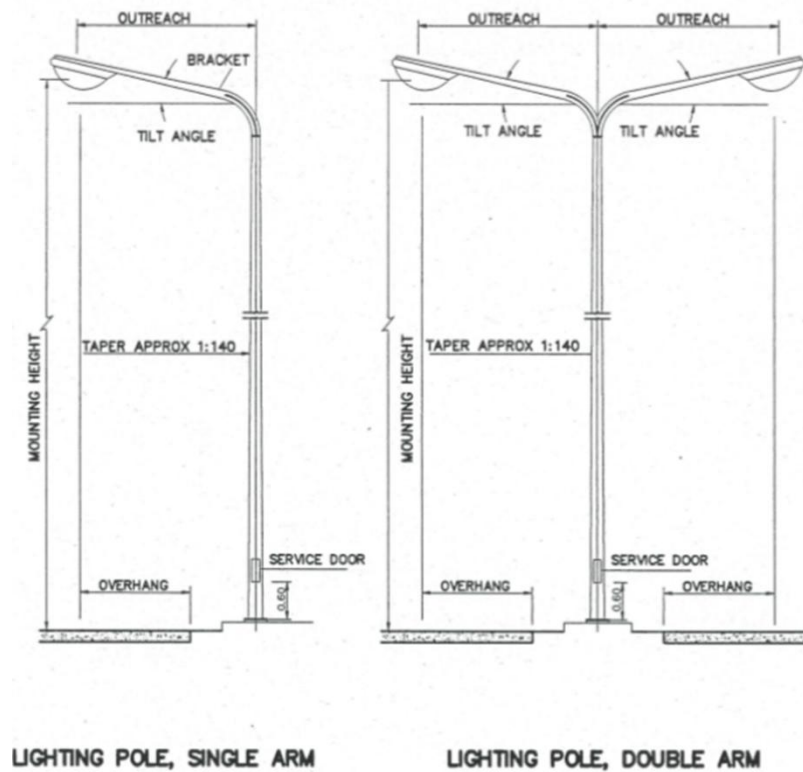 OUTREACH
BRACKET
TILT ANGLE
TAPER APPROX 1:140
MOUNTING HEIGHT
SERVICE DOOR
OVERHANG
0.60
LIGHTING POLE, SINGLE ARM
OUTREACH
OUTREACH
TILT ANGLE
TILT ANGLE
TAPER APPROX 1:140
MOUNTING HEIGHT
SERVICE DOOR
OVERHANG
0.60
OVERHANG
LIGHTING POLE, DOUBLE ARM